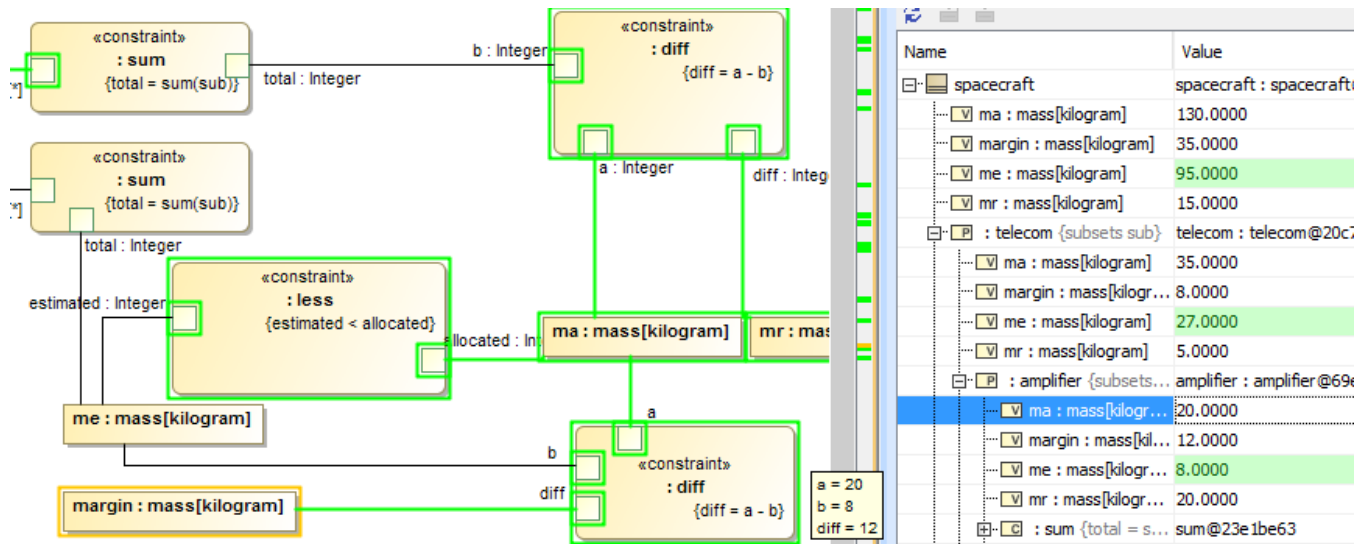 «constraint»
: sum
{total = sum(sub)}
*]
total : Integer
b : Integer
«constraint»
: diff
{diff = a - b}
a : Integer
diff : Integ
«constraint»
: sum
{total = sum(sub)}
*]
total : Integer
estimated : Integer
«constraint»
: less
{estimated < allocated}
allocated : Int
ma : mass[kilogram]
mr : mas
me : mass[kilogram]
margin : mass[kilogram]
a
b
diff
«constraint»
: diff
{diff = a - b}
a = 20
b = 8
diff = 12
Name Value
spacecraft spacecraft : spacecraft
V ma : mass[kilogram] 130.0000
V margin : mass[kilogram] 35.0000
V me : mass[kilogram] 95.0000
V mr : mass[kilogram] 15.0000
P : telecom {subsets sub} telecom : telecom@20c7
V ma : mass[kilogram] 35.0000
V margin : mass[kilogr... 8.0000
V me : mass[kilogram] 27.0000
V mr : mass[kilogram] 5.0000
P : amplifier {subsets... amplifier : amplifier@69e
V ma : mass[kilogr... 20.0000
V margin : mass[kil... 12.0000
V me : mass[kilogr... 8.0000
V mr : mass[kilogr... 20.0000
C : sum {total = s... sum@23e1be63